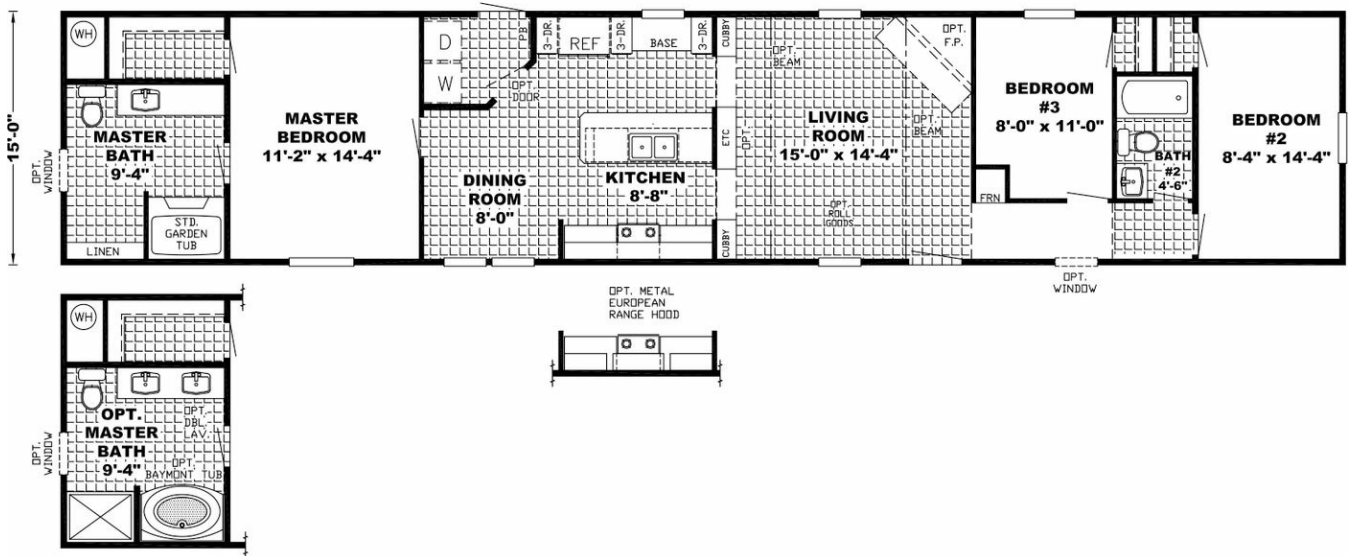 15'-0"
WH
MASTER
BATH
9'-4"
OPT.
WINDOW
STD.
GARDEN
TUB
LINEN
MASTER
BEDROOM
11'-2" x 14'-4"
D
W
PB
OPT.
DOOR
3-DR.
REF
3-DR.
BASE
3-DR.
DINING
ROOM
8'-0"
KITCHEN
8'-8"
CUBBY
ETC
CUBBY
OPT.
OPT.
BEAM
LIVING
ROOM
15'-0" x 14'-4"
OPT.
F.P.
OPT.
BEAM
OPT.
ROLL
GOODS
BEDROOM
#3
8'-0" x 11'-0"
FRN
OPT.
WINDOW
BATH
#2
4'-6"
BEDROOM
#2
8'-4" x 14'-4"
OPT. METAL
EUROPEAN
RANGE HOOD
WH
OPT.
MASTER
BATH
9'-4"
OPT.
DBL.
LAV.
OPT.
BAYMONT TUB
OPT.
WINDOW